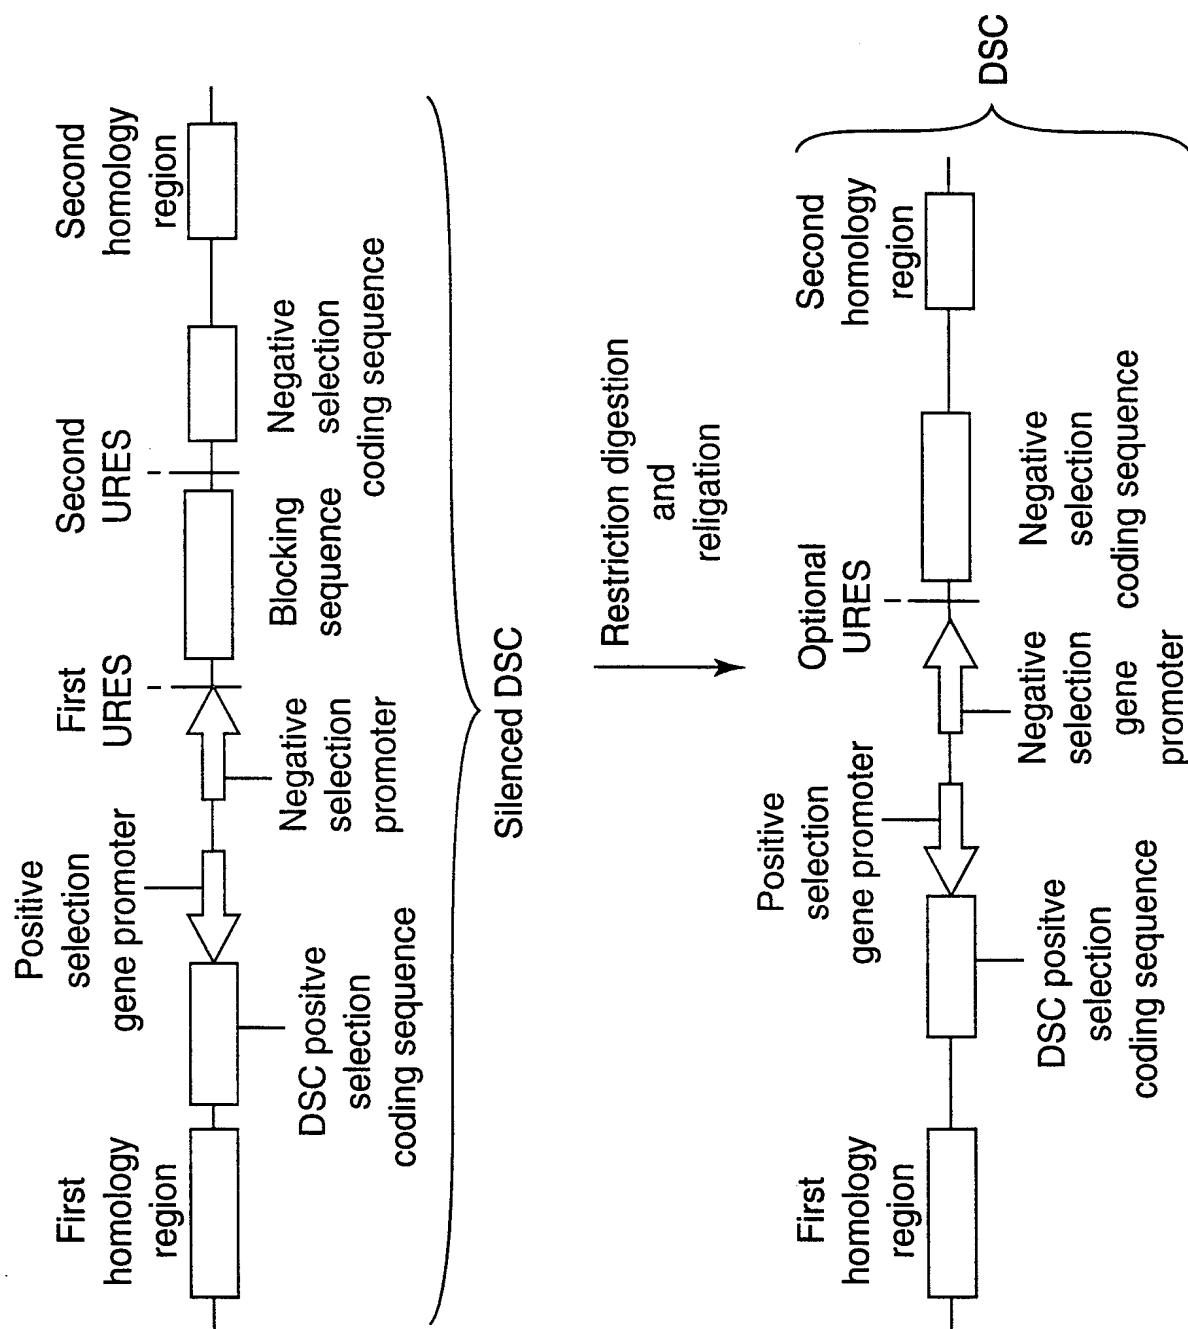 First
homology
region
Positive
selection
gene promoter
First
URES
Second
URES
Second
homology
region
DSC positive
selection
coding sequence
Negative
selection
promoter
Blocking
sequence
Negative
selection
coding sequence
Silenced DSC
Restriction digestion
and
religation
First
homology
region
Positive
selection
gene promoter
Optional
URES
Second
homology
region
DSC positive
selection
coding sequence
Negative
selection
gene
promoter
Negative
selection
coding sequence
DSC